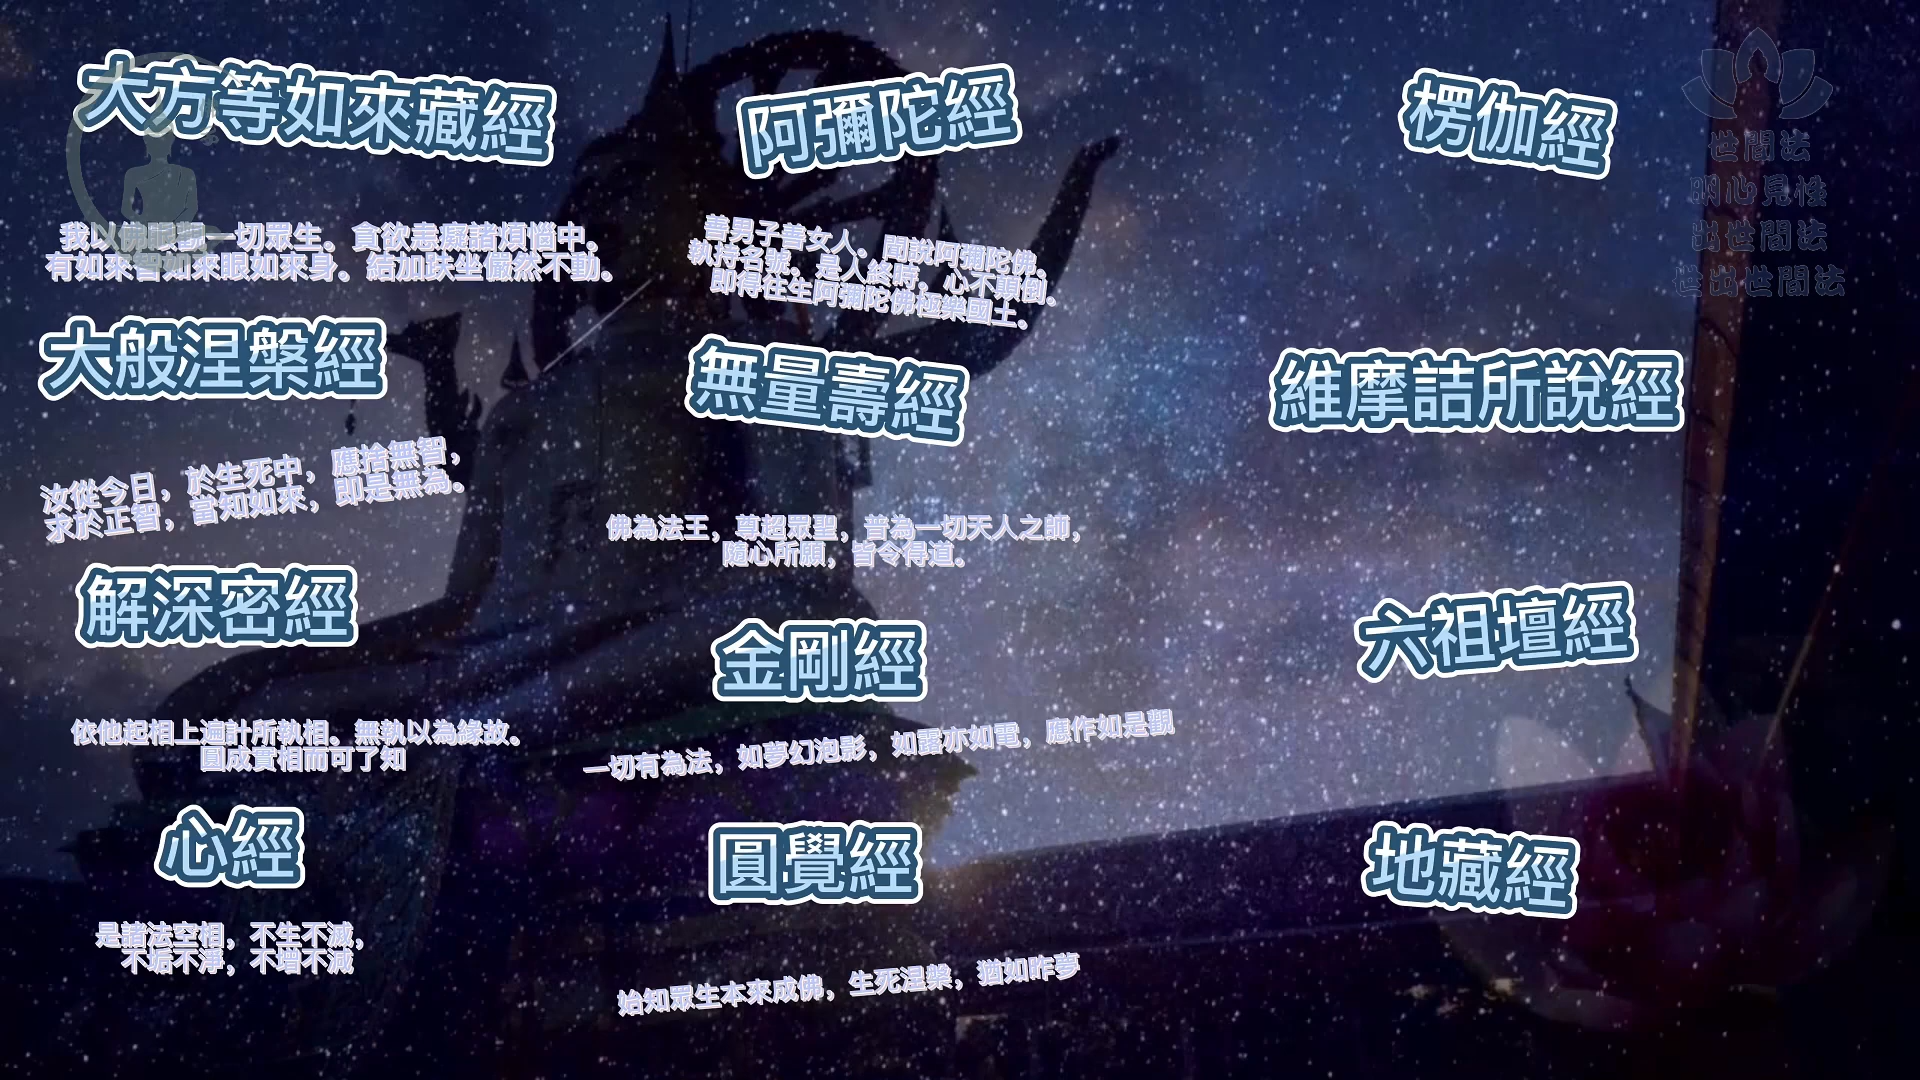 大方等如來藏經
我以佛眼觀一切眾生。貪欲恚癡諸煩惱中。
有如來智如來眼如來身。結加趺坐儼然不動。
大般涅槃經
汝從今日，於生死中，應捨無智，
求於正智，當知如來，即是無為。
解深密經
依他起相上遍計所執相。無執以為緣故。
圓成實相而可了知
心經
是諸法空相，不生不滅，
不垢不淨，不增不減
阿彌陀經
善男子善女人。聞說阿彌陀佛。
執持名號。是人終時，心不顛倒。
即得往生阿彌陀佛極樂國土。
無量壽經
佛為法王，尊超眾聖，普為一切天人之師，
隨心所願，皆令得道。
金剛經
一切有為法，如夢幻泡影，如露亦如電，應作如是觀
圓覺經
始知眾生本來成佛，生死涅槃，猶如昨夢
楞伽經
維摩詰所說經
六祖壇經
地藏經
世間法
明心見性
出世間法
世出世間法